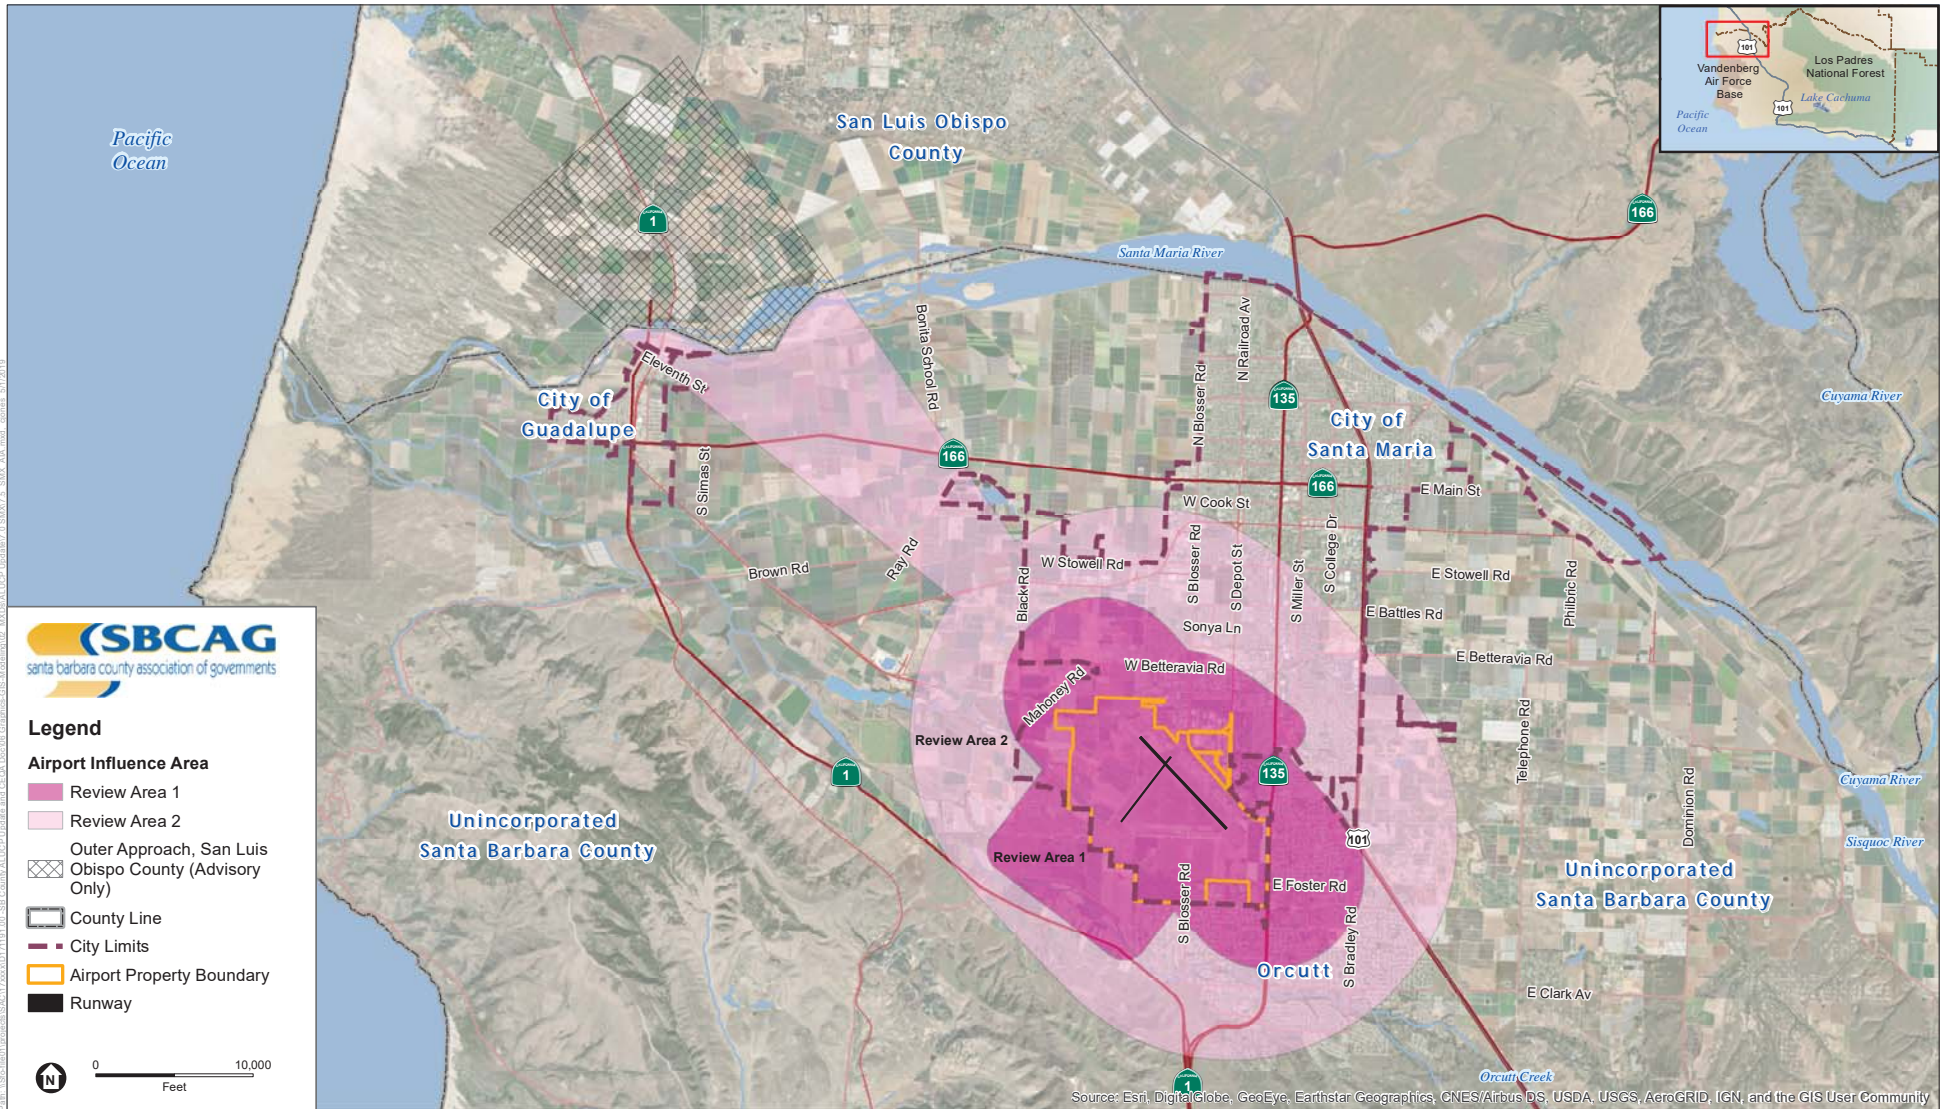 Pacific
Ocean
San Luis Obispo
County
CALIFORNIA
1
Santa Maria River
166
Vandenberg
Air Force
Base
Los Padres
National Forest
Lake Cachuma
Pacific
Ocean
101
101
Bonita School Rd
N Railroad Av
N Blosser Rd
Eleventh St
City of
Guadalupe
135
City of
Santa Maria
Cuyama River
166
166
E Main St
S Simas St
W Cook St
Ray Rd
Brown Rd
Black Rd
W Stowell Rd
S Blosser Rd
S Depot St
S Miller St
S College Dr
E Stowell Rd
Philbric Rd
E Battles Rd
Sonya Ln
W Betteravia Rd
E Betteravia Rd
Mahoney Rd
Review Area 2
Telephone Rd
1
135
101
Cuyama River
Dominion Rd
Sisquoc River
Unincorporated
Santa Barbara County
Review Area 1
S Blosser Rd
E Foster Rd
S Bradley Rd
Orcutt
Unincorporated
Santa Barbara County
E Clark Av
Orcutt Creek
1
SBCAG
santa barbara county association of governments
Legend
Airport Influence Area
Review Area 1
Review Area 2
Outer Approach, San Luis
Obispo County (Advisory
Only)
County Line
City Limits
Airport Property Boundary
Runway
N
0 10,000
Feet
Source: Esri, DigitalGlobe, GeoEye, Earthstar Geographics, CNES/Airbus DS, USDA, USGS, AeroGRID, IGN, and the GIS User Community